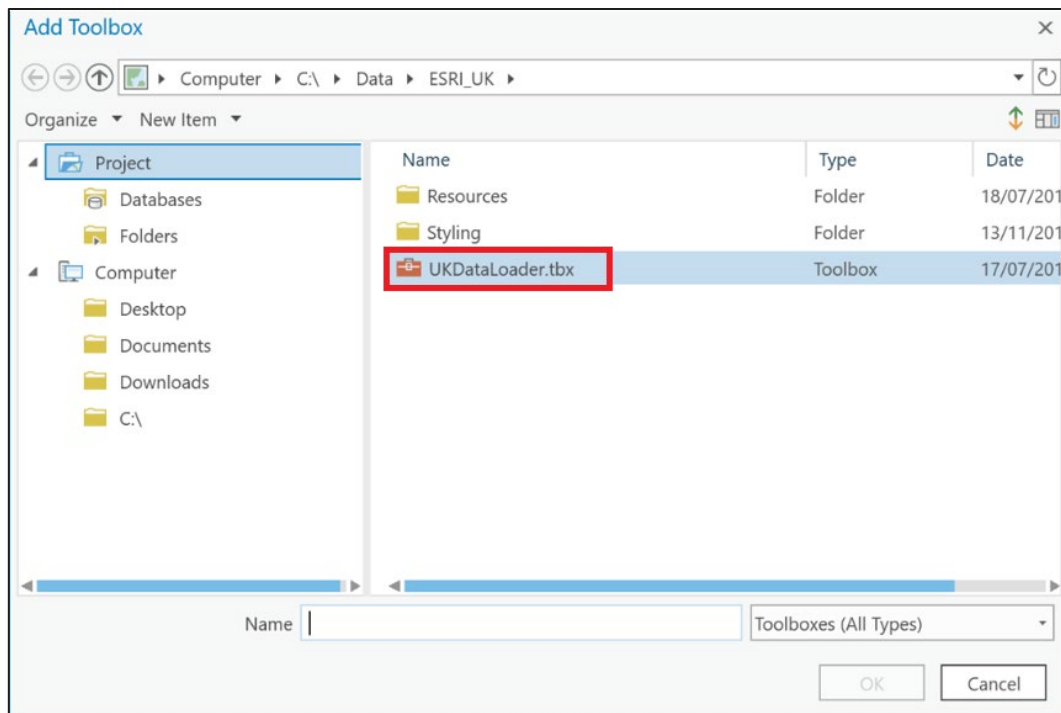 Add Toolbox
Computer C:\ Data ESRI_UK
Organize New Item
Project
Databases
Folders
Computer
Desktop
Documents
Downloads
C:\
Name Type Date
Resources Folder 18/07/201
Styling Folder 13/11/201
UKDataLoader.tbx Toolbox 17/07/201
Name Toolboxes (All Types)
OK Cancel